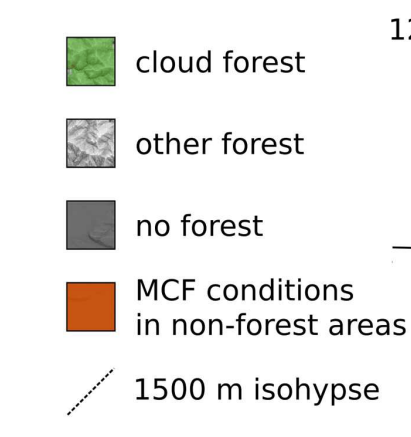 cloud forest
other forest
no forest
MCF conditions
in non-forest areas
1500 m isohypse